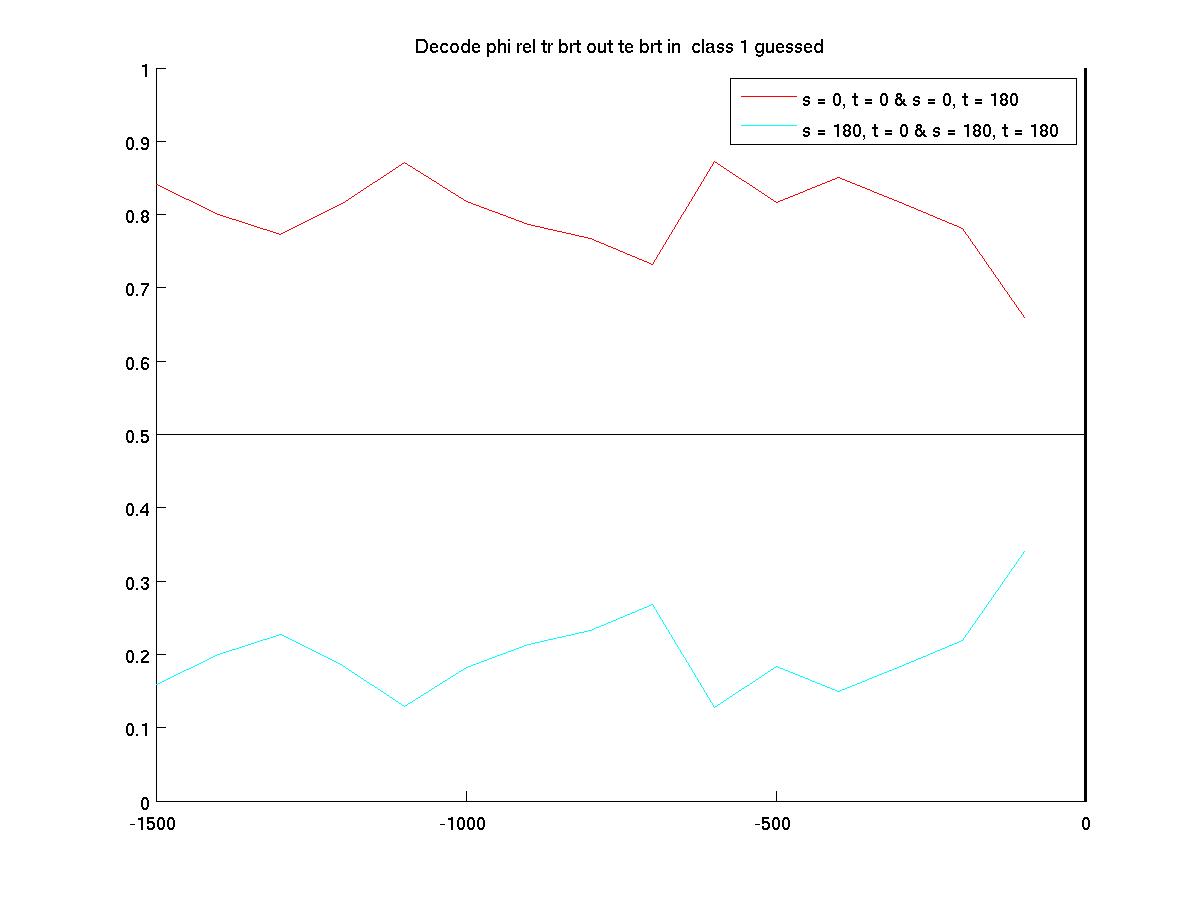 Decode phi rel tr brt out te brt in  class 1 guessed
s = 0, t = 0 & s = 0, t = 180
s = 180, t = 0 & s = 180, t = 180
1
0.9
0.8
0.7
0.6
0.5
0.4
0.3
0.2
0.1
0
-1500 -1000 -500 0